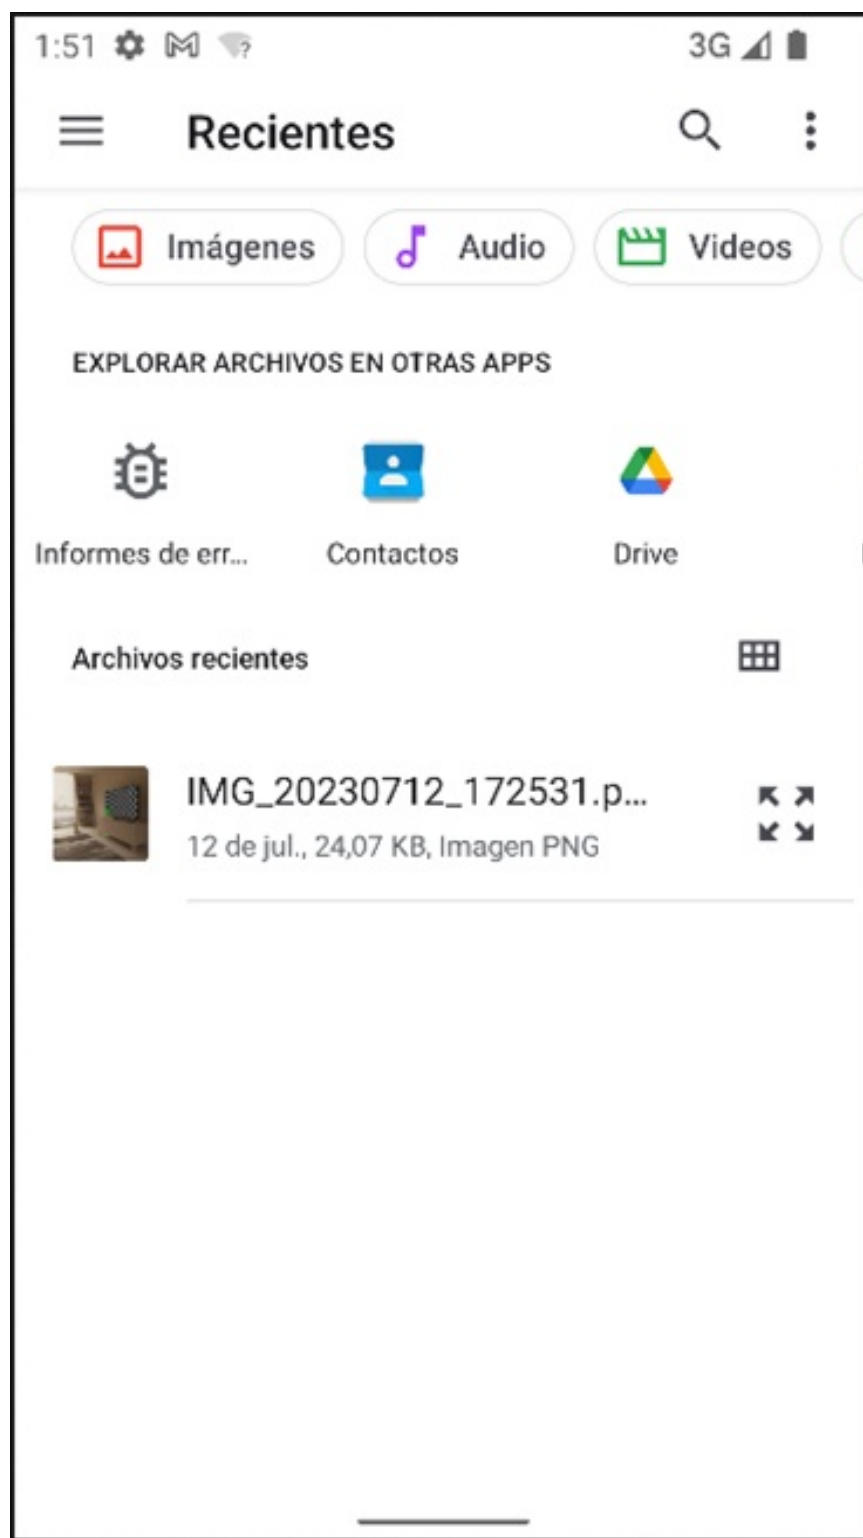 1:51 3G
Recientes
Imágenes Audio Videos
EXPLORAR ARCHIVOS EN OTRAS APPS
Informes de err... Contactos Drive
Archivos recientes
IMG_20230712_172531.p...
12 de jul., 24,07 KB, Imagen PNG